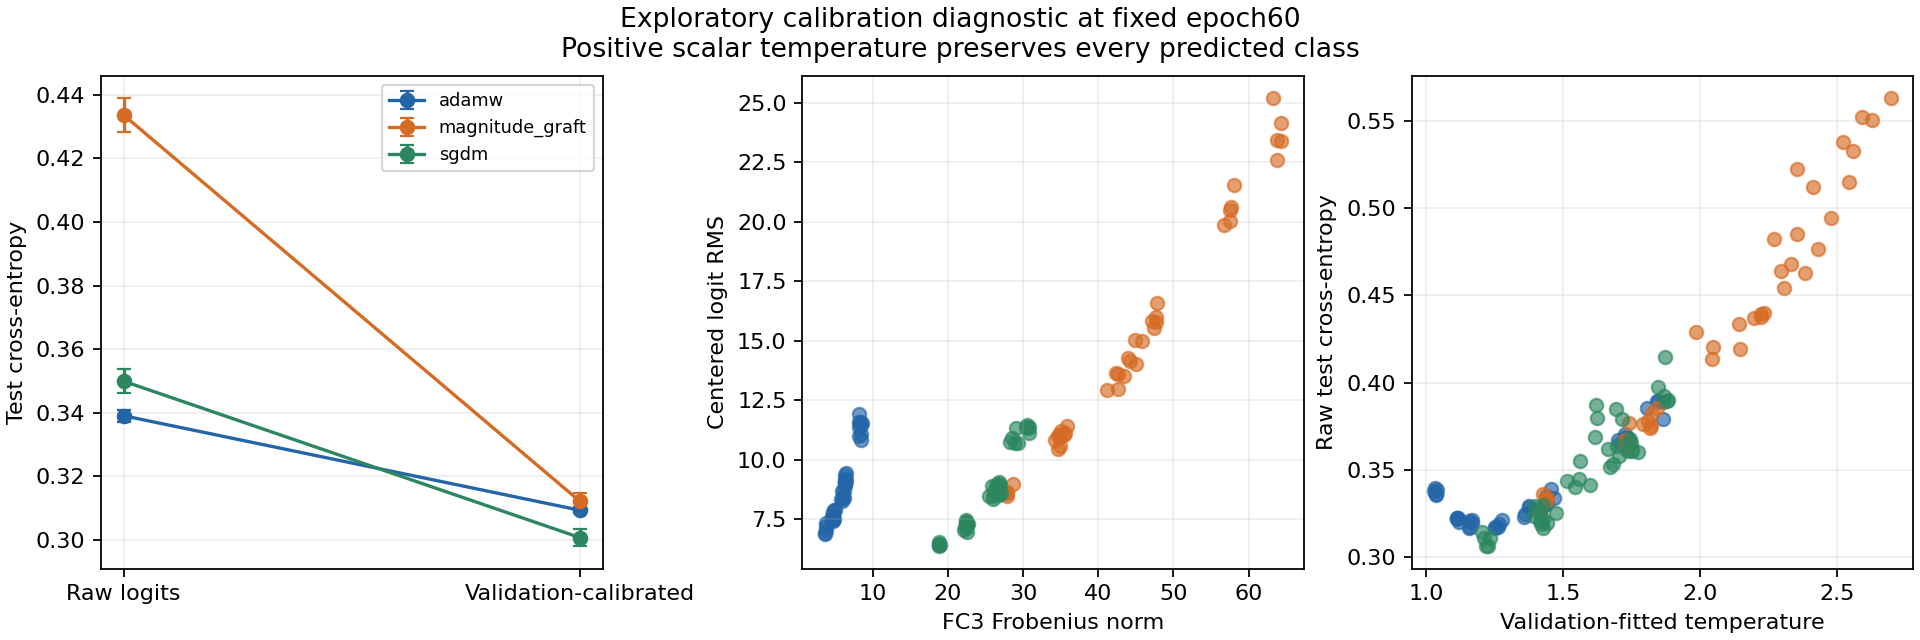 Exploratory calibration diagnostic at fixed epoch60
Positive scalar temperature preserves every predicted class
Test cross-entropy
0.44
0.42
0.40
0.38
0.36
0.34
0.32
0.30
Raw logits
Validation-calibrated
adamw
magnitude_graft
sgdm
Centered logit RMS
25.0
22.5
20.0
17.5
15.0
12.5
10.0
7.5
10
20
30
40
50
60
FC3 Frobenius norm
Raw test cross-entropy
0.55
0.50
0.45
0.40
0.35
0.30
1.0
1.5
2.0
2.5
Validation-fitted temperature